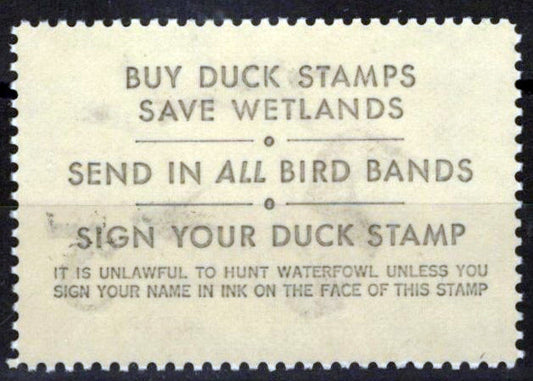 BUY DUCK STAMPS
SAVE WETLANDS
SEND IN ALL BIRD BANDS
SIGN YOUR DUCK STAMP
IT IS UNLAWFUL TO HUNT WATERFOWL UNLESS YOU
SIGN YOUR NAME IN INK ON THE FACE OF THIS STAMP